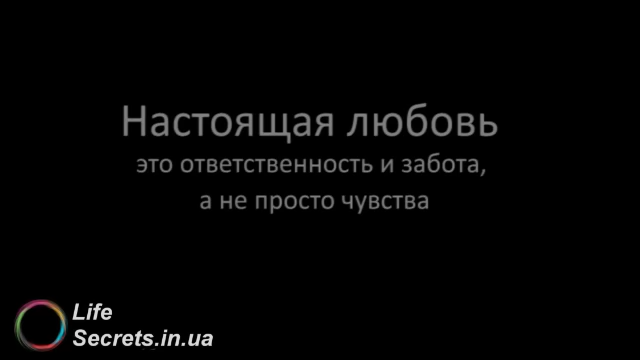 Настоящая любовь
это ответственность и забота,
а не просто чувства
Life
Secrets.in.ua